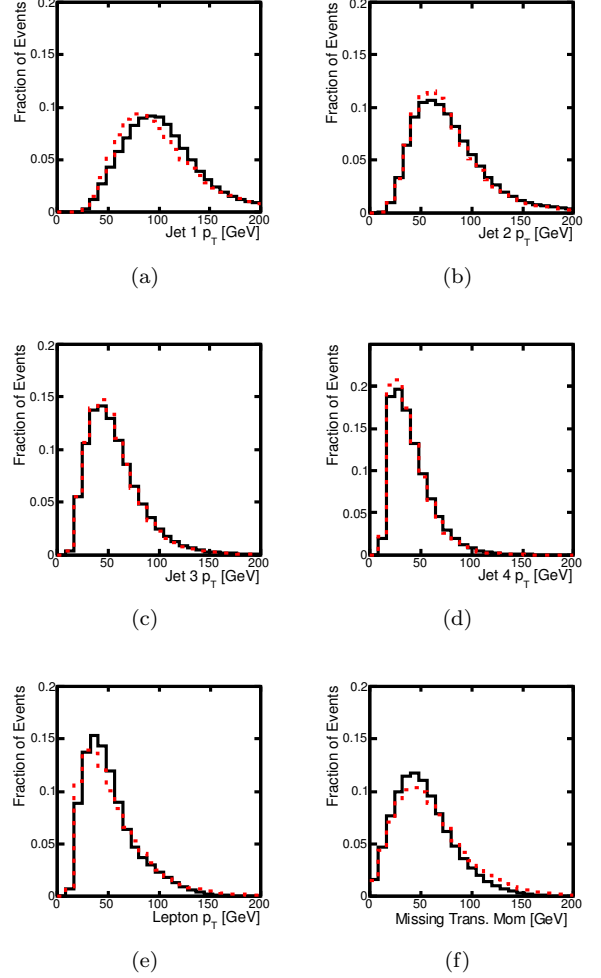 Fraction of Events
0.2
0.15
0.1
0.05
0
0 50 100 150 200
Jet 1 p_T [GeV]
(a)
Fraction of Events
0.2
0.15
0.1
0.05
0
0 50 100 150 200
Jet 2 p_T [GeV]
(b)
Fraction of Events
0.2
0.15
0.1
0.05
0
0 50 100 150 200
Jet 3 p_T [GeV]
(c)
Fraction of Events
0.2
0.2
0.15
0.1
0.05
0
0 50 100 150 200
Jet 4 p_T [GeV]
(d)
Fraction of Events
0.2
0.15
0.1
0.05
0
0 50 100 150 200
Lepton p_T [GeV]
(e)
Fraction of Events
0.2
0.15
0.1
0.05
0
0 50 100 150 200
Missing Trans. Mom [GeV]
(f)